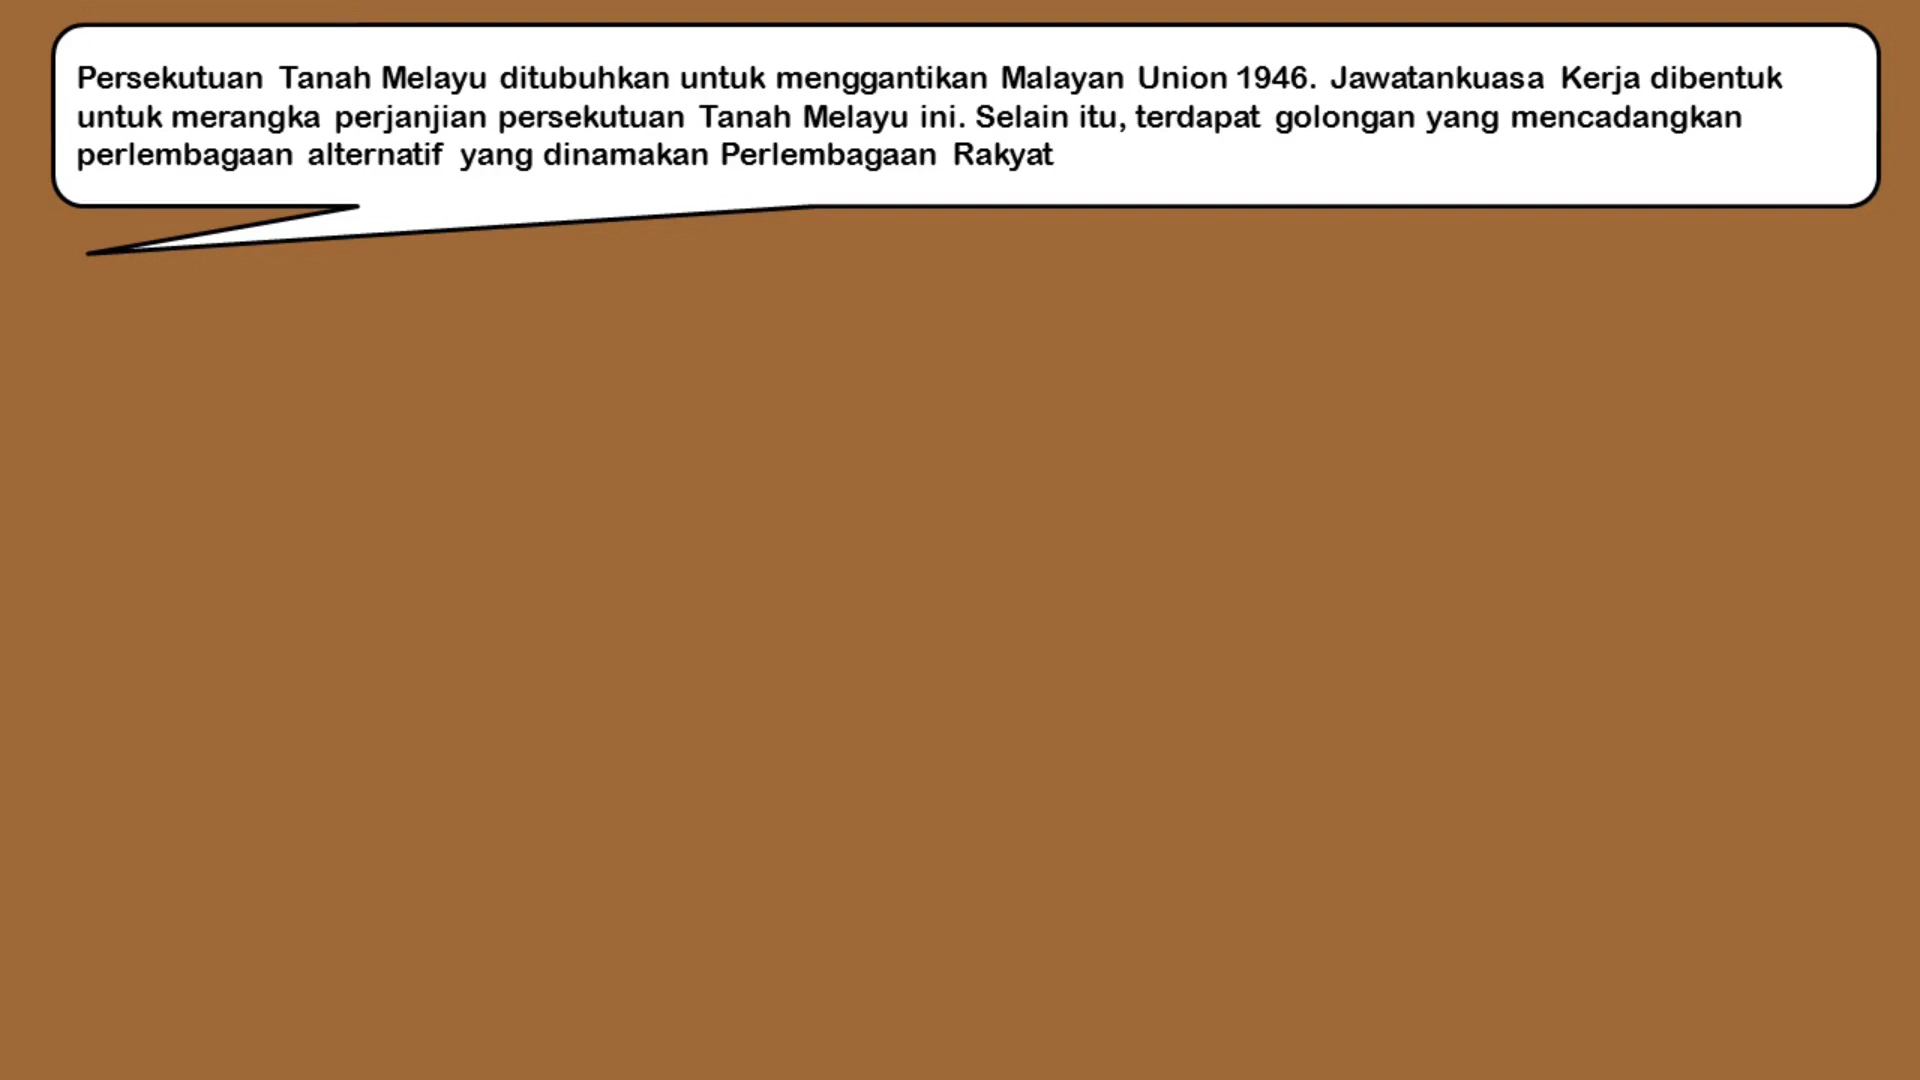 Persekutuan Tanah Melayu ditubuhkan untuk menggantikan Malayan Union 1946. Jawatankuasa Kerja dibentuk
untuk merangka perjanjian persekutuan Tanah Melayu ini. Selain itu, terdapat golongan yang mencadangkan
perlembagaan alternatif yang dinamakan Perlembagaan Rakyat